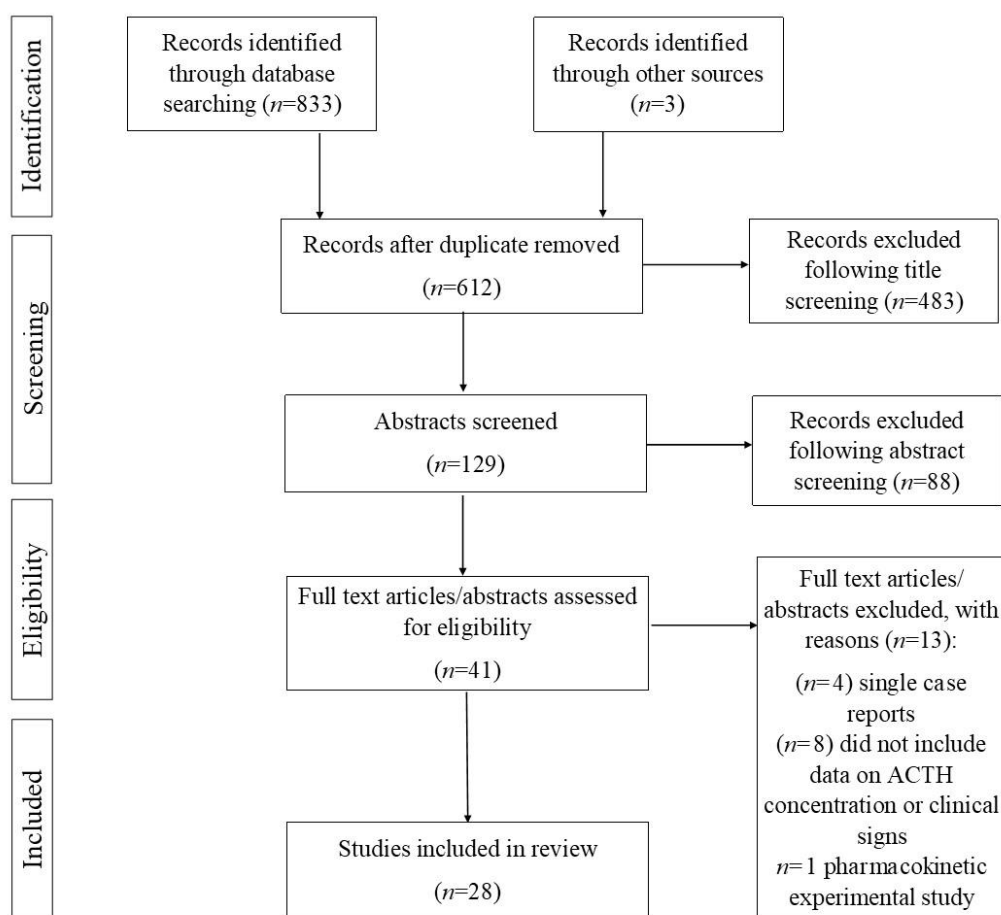 Identification
Records identified
through database
searching (n=833)
Records identified
through other sources
(n=3)
Screening
Records after duplicate removed
(n=612)
Records excluded
following title
screening (n=483)
Abstracts screened
(n=129)
Records excluded
following abstract
screening (n=88)
Eligibility
Full text articles/abstracts assessed
for eligibility
(n=41)
Full text articles/
abstracts excluded, with
reasons (n=13):
(n=4) single case
reports
(n=8) did not include
data on ACTH
concentration or clinical
signs
n=1 pharmacokinetic
experimental study
Included
Studies included in review
(n=28)